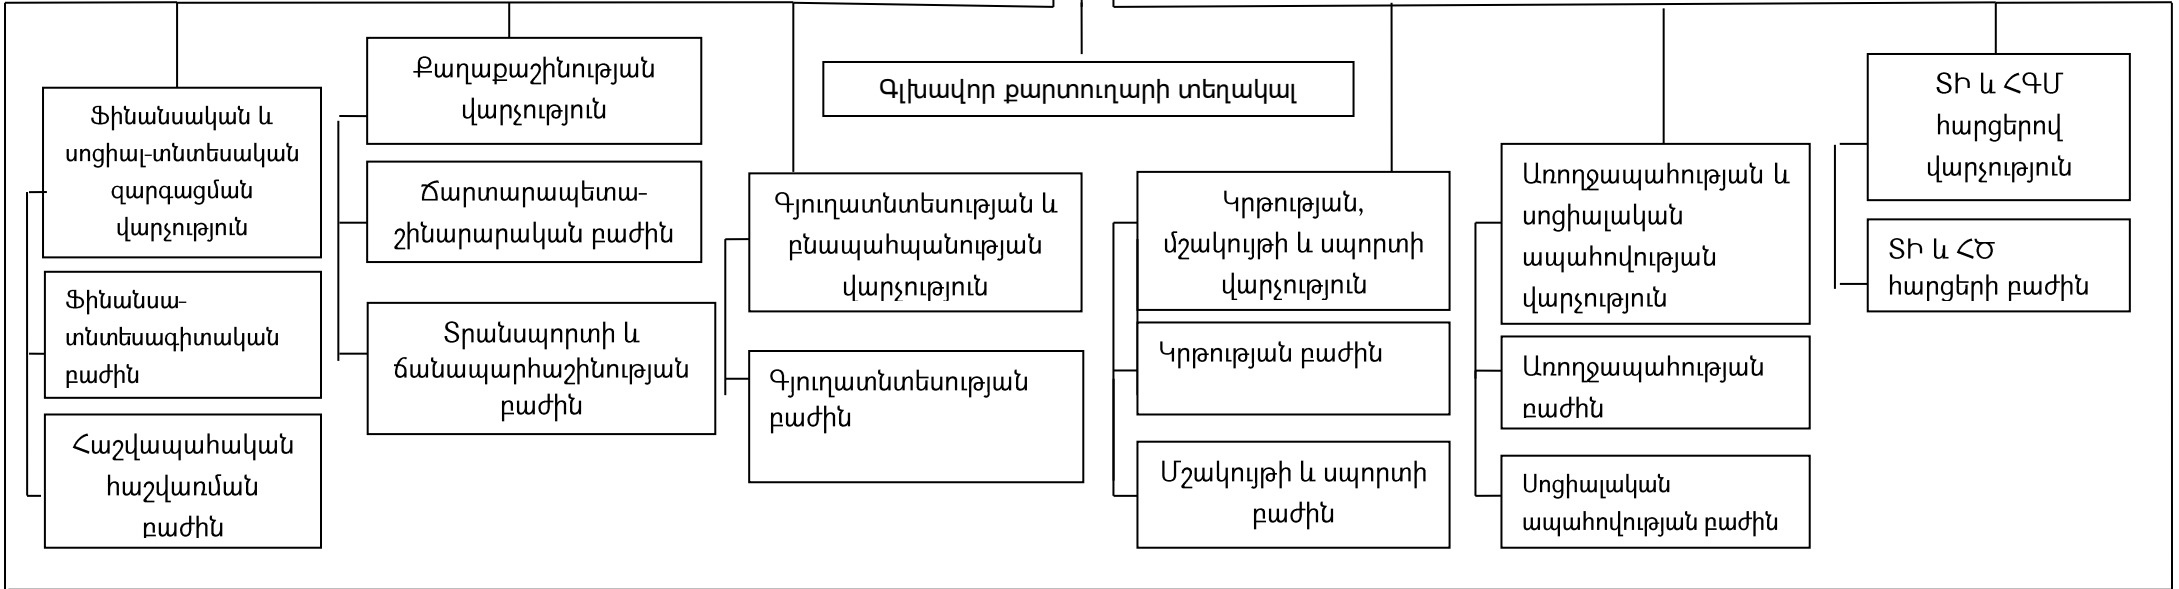 Ֆինանսական և
սոցիալ-տնտեսական
զարգացման
վարչություն
Ֆինանսա-
տնտեսագիտական
բաժին
Հաշվապահական
հաշվառման
բաժին
Քաղաքաշինության
վարչություն
Ճարտարապետա-
շինարարական բաժին
Տրանսպորտի և
ճանապարհաշինության
բաժին
Գյուղատնտեսության և
բնապահպանության
վարչություն
Գյուղատնտեսության
բաժին
Գլխավոր քարտուղարի տեղակալ
Կրթության,
մշակույթի և սպորտի
վարչություն
Կրթության բաժին
Մշակույթի և սպորտի
բաժին
Առողջապահության և
սոցիալական
ապահովության
վարչություն
Առողջապահության
բաժին
Սոցիալական
ապահովության բաժին
ՏԻ և ՀԳՄ
հարցերով
վարչություն
ՏԻ և ՀԾ
հարցերի բաժին